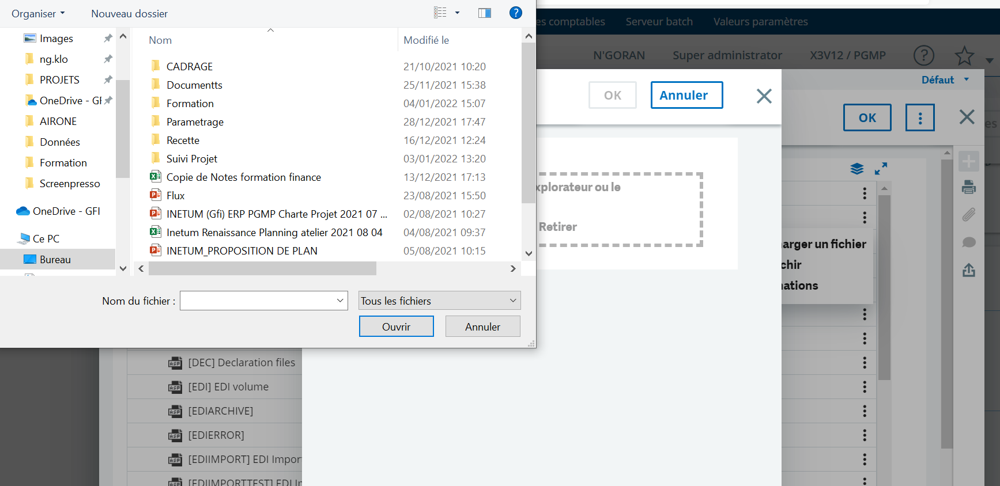 Organiser
Nouveau dossier
?
Images
ng.klo
PROJETS
OneDrive - GF
AIRONE
Données
Formation
Screenpresso
OneDrive - GFI
Ce PC
Bureau
Nom
Modifié le
CADRAGE
21/10/2021 10:20
Documentts
25/11/2021 15:38
Formation
04/01/2022 15:07
Parametrage
28/12/2021 17:47
Recette
16/12/2021 12:24
Suivi Projet
03/01/2022 13:20
Copie de Notes formation finance
13/12/2021 17:13
Flux
23/08/2021 15:50
INETUM (Gfi) ERP PGMP Charte Projet 2021 07 ...
02/08/2021 10:27
Inetum Renaissance Planning atelier 2021 08 04
04/08/2021 09:37
INETUM_PROPOSITION DE PLAN
05/08/2021 10:15
Nom du fichier :
Tous les fichiers
Ouvrir
Annuler
es comptables
Serveur batch
Valeurs paramètres
N'GORAN
Super administrator
X3V12 / PGMP
?
Défaut
OK
Annuler
OK
es
xplorateur ou le
Retirer
arger un fichier
chir
nations
[DEC] Declaration files
[EDI] EDI volume
[EDIARCHIVE]
[EDIERROR]
[EDIIMPORT] EDI Impor
[EDIIMPORTTEST] EDI I